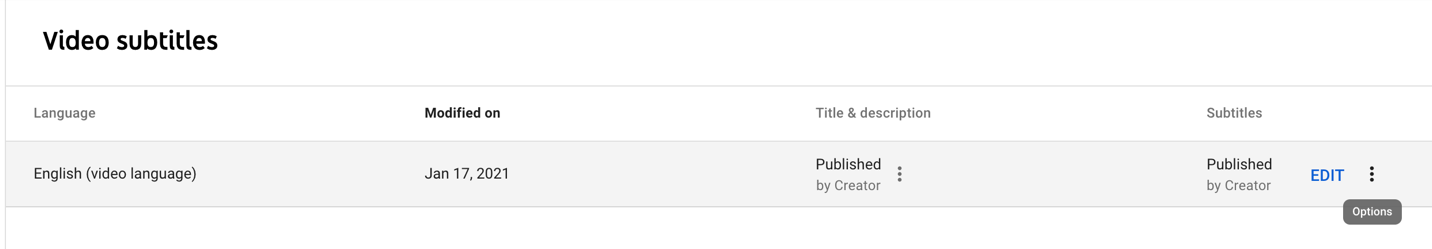 Video subtitles
Language Modified on Title & description Subtitles
English (video language) Jan 17, 2021 Published Published EDIT
by Creator by Creator
Options